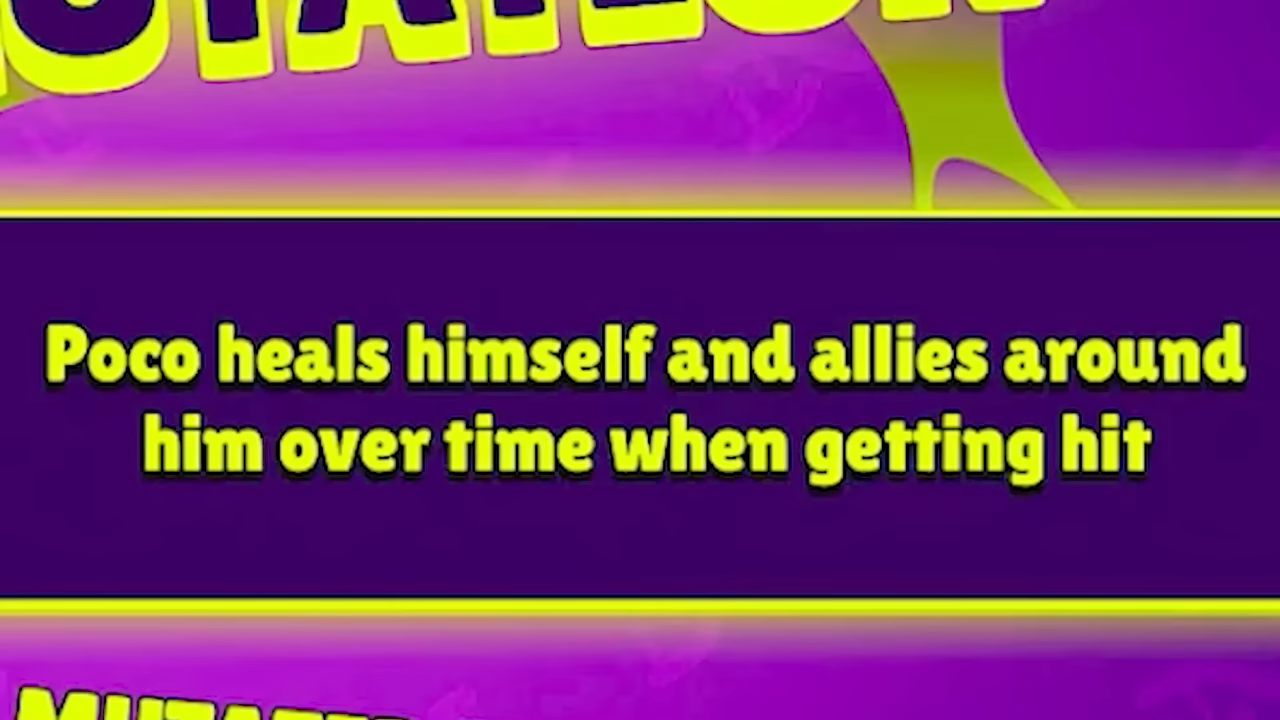 Poco heals himself and allies around
him over time when getting hit